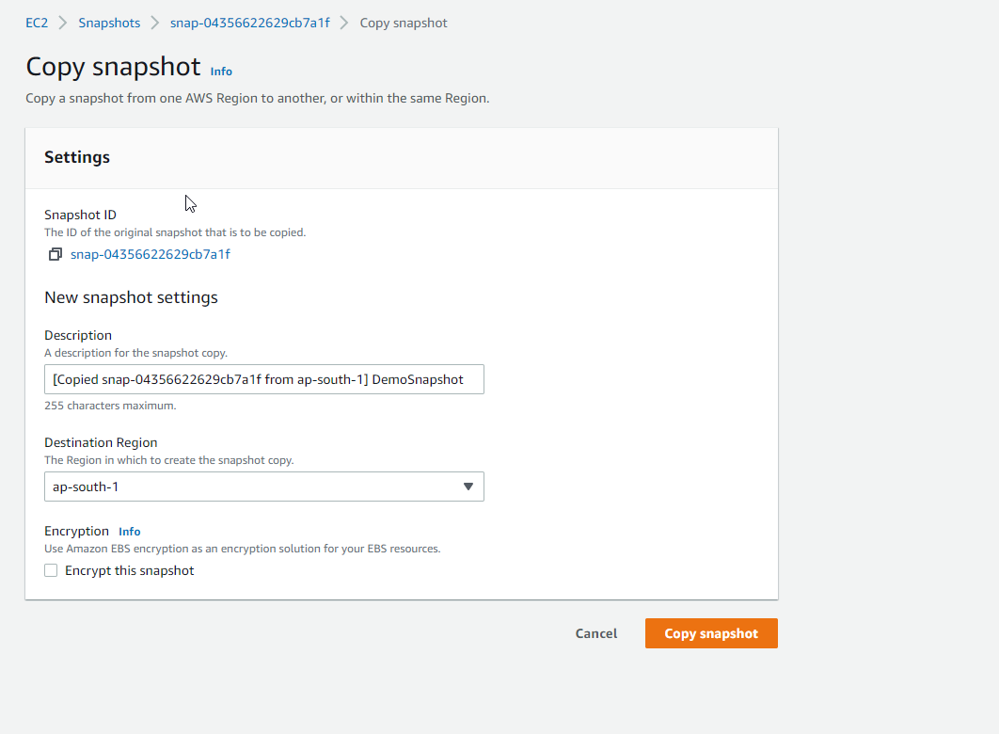 EC2 > Snapshots > snap-04356622629cb7a1f > Copy snapshot
Copy snapshot Info
Copy a snapshot from one AWS Region to another, or within the same Region.
Settings
Snapshot ID
The ID of the original snapshot that is to be copied.
snap-04356622629cb7a1f
New snapshot settings
Description
A description for the snapshot copy.
[Copied snap-04356622629cb7a1f from ap-south-1] DemoSnapshot
255 characters maximum.
Destination Region
The Region in which to create the snapshot copy.
ap-south-1
Encryption Info
Use Amazon EBS encryption as an encryption solution for your EBS resources.
Encrypt this snapshot
Cancel Copy snapshot